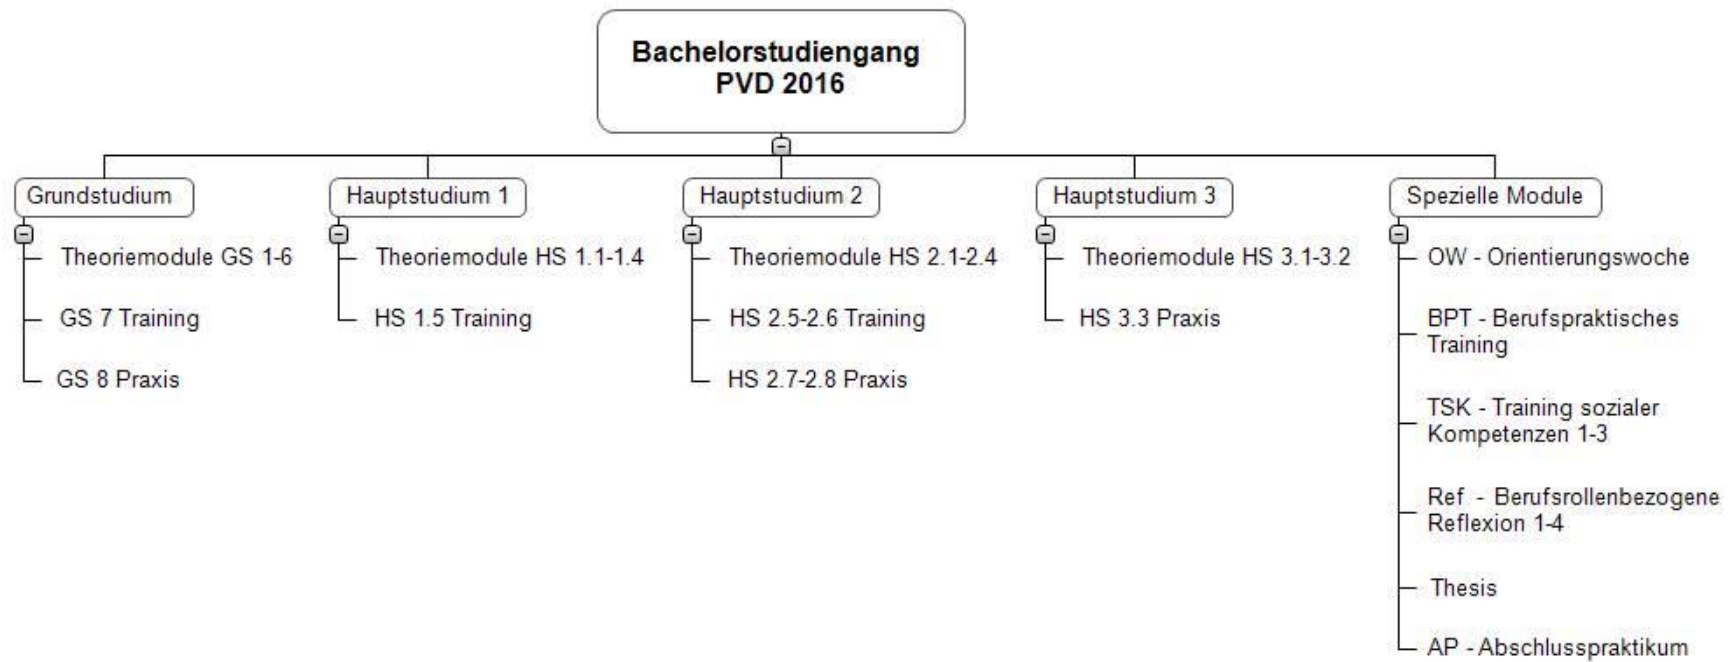 Bachelorstudiengang
PVD 2016
Grundstudium
Theoriemodule GS 1-6
GS 7 Training
GS 8 Praxis
Hauptstudium 1
Theoriemodule HS 1.1-1.4
HS 1.5 Training
Hauptstudium 2
Theoriemodule HS 2.1-2.4
HS 2.5-2.6 Training
HS 2.7-2.8 Praxis
Hauptstudium 3
Theoriemodule HS 3.1-3.2
HS 3.3 Praxis
Spezielle Module
OW - Orientierungswoche
BPT - Berufspraktisches
Training
TSK - Training sozialer
Kompetenzen 1-3
Ref - Berufsrollenbezogene
Reflexion 1-4
Thesis
AP - Abschlusspraktikum